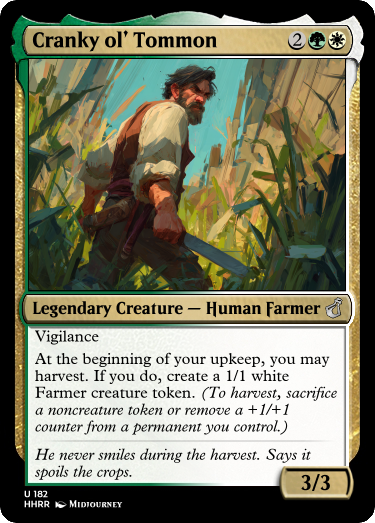 Cranky ol’ Tommon 2
Legendary Creature — Human Farmer
Vigilance
At the beginning of your upkeep, you may
harvest. If you do, create a 1/1 white
Farmer creature token. (To harvest, sacrifice
a noncreature token or remove a +1/+1
counter from a permanent you control.)
He never smiles during the harvest. Says it
spoils the crops.
3/3
U 182
HHRR Midjourney